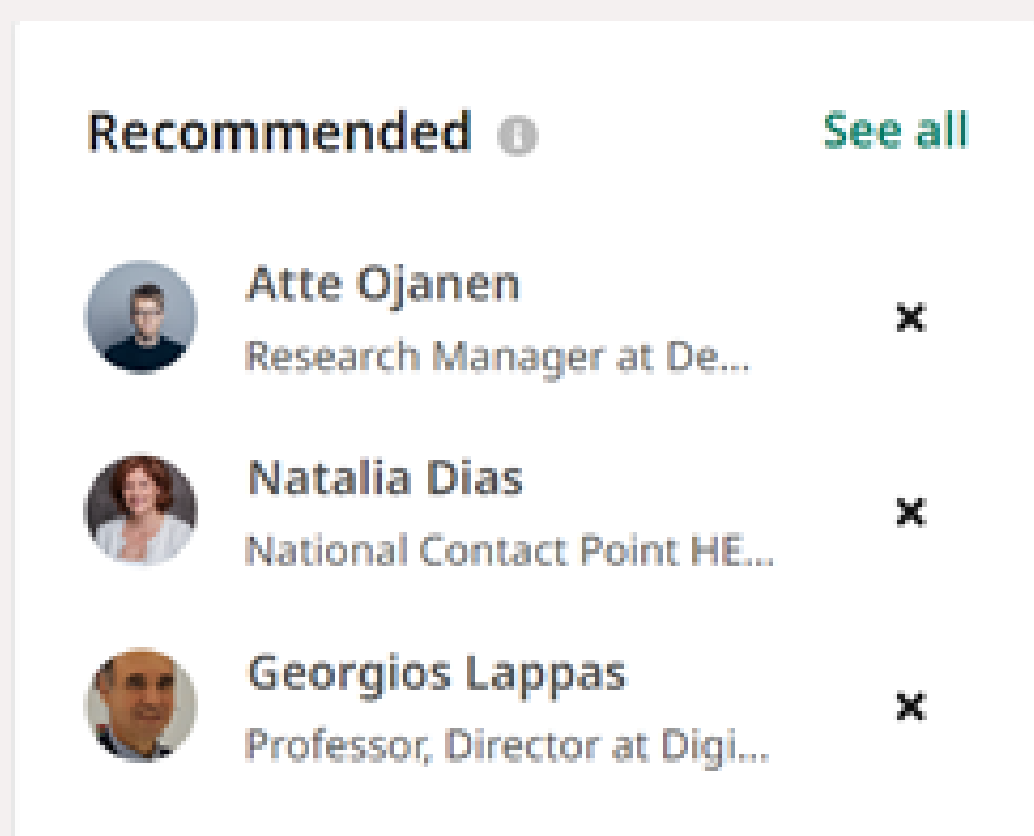 Recommended
See all
Atte Ojanen
Research Manager at De...
Natalia Dias
National Contact Point HE...
Georgios Lappas
Professor, Director at Digi...